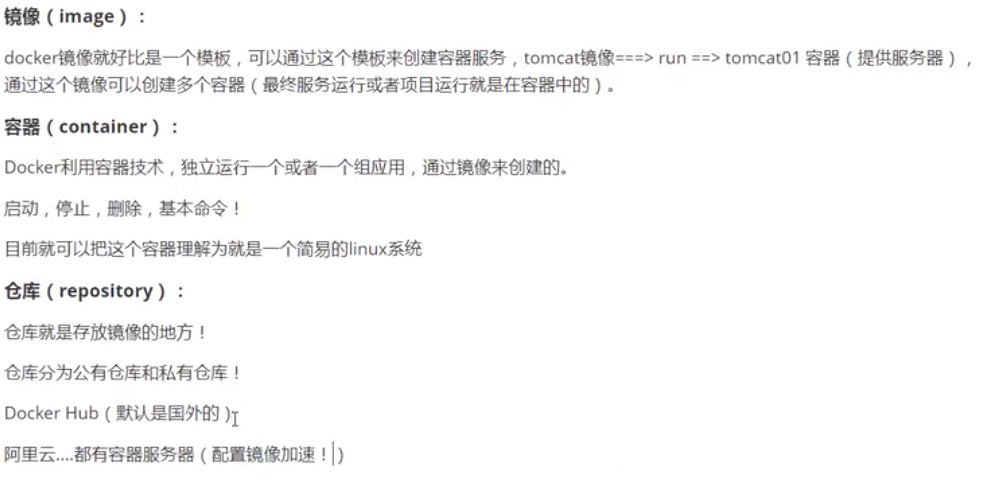 镜像（image）：
docker镜像就好比是一个模板，可以通过这个模板来创建容器服务，tomcat镜像===> run ==> tomcat01 容器（提供服务器），
通过这个镜像可以创建多个容器（最终服务运行或者项目运行就是在容器中的）。
容器（container）：
Docker利用容器技术，独立运行一个或者一个组应用，通过镜像来创建的。
启动，停止，删除，基本命令！
目前就可以把这个容器理解为就是一个简易的linux系统
仓库（repository）：
仓库就是存放镜像的地方！
仓库分为公有仓库和私有仓库！
Docker Hub（默认是国外的）
阿里云....都有容器服务器（配置镜像加速！）